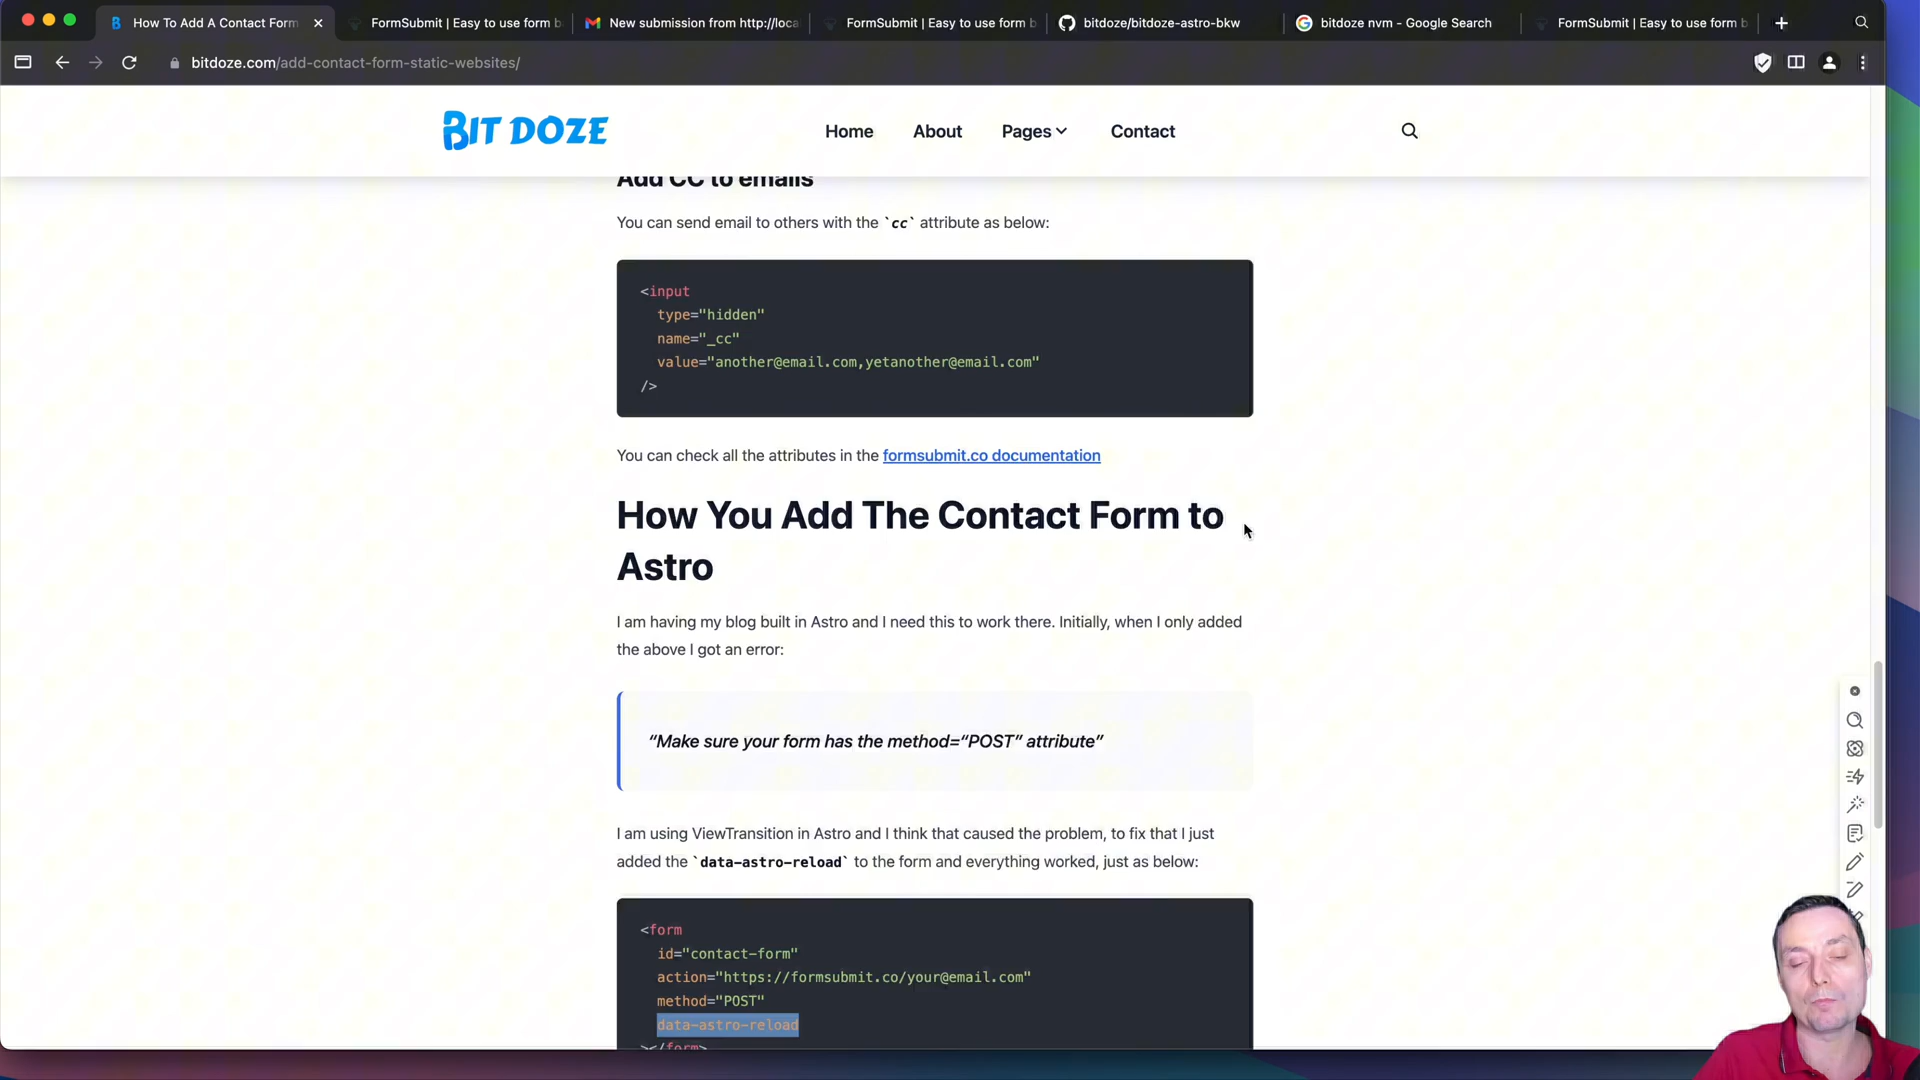 How To Add A Contact Form
FormSubmit | Easy to use form b
New submission from http://loca
FormSubmit | Easy to use form b
bitdoze/bitdoze-astro-bkw
bitdoze nvm - Google Search
FormSubmit | Easy to use form b
bitdoze.com/add-contact-form-static-websites/
BIT DOZE
Home
About
Pages
Contact
Add CC to emails
You can send email to others with the `cc` attribute as below:
<input
type="hidden"
name="_cc"
value="another@email.com,yetanother@email.com"
/>
You can check all the attributes in the formsubmit.co documentation
How You Add The Contact Form to
Astro
I am having my blog built in Astro and I need this to work there. Initially, when I only added
the above I got an error:
“Make sure your form has the method=“POST” attribute”
I am using ViewTransition in Astro and I think that caused the problem, to fix that I just
added the `data-astro-reload` to the form and everything worked, just as below:
<form
id="contact-form"
action="https://formsubmit.co/your@email.com"
method="POST"
data-astro-reload
></form>